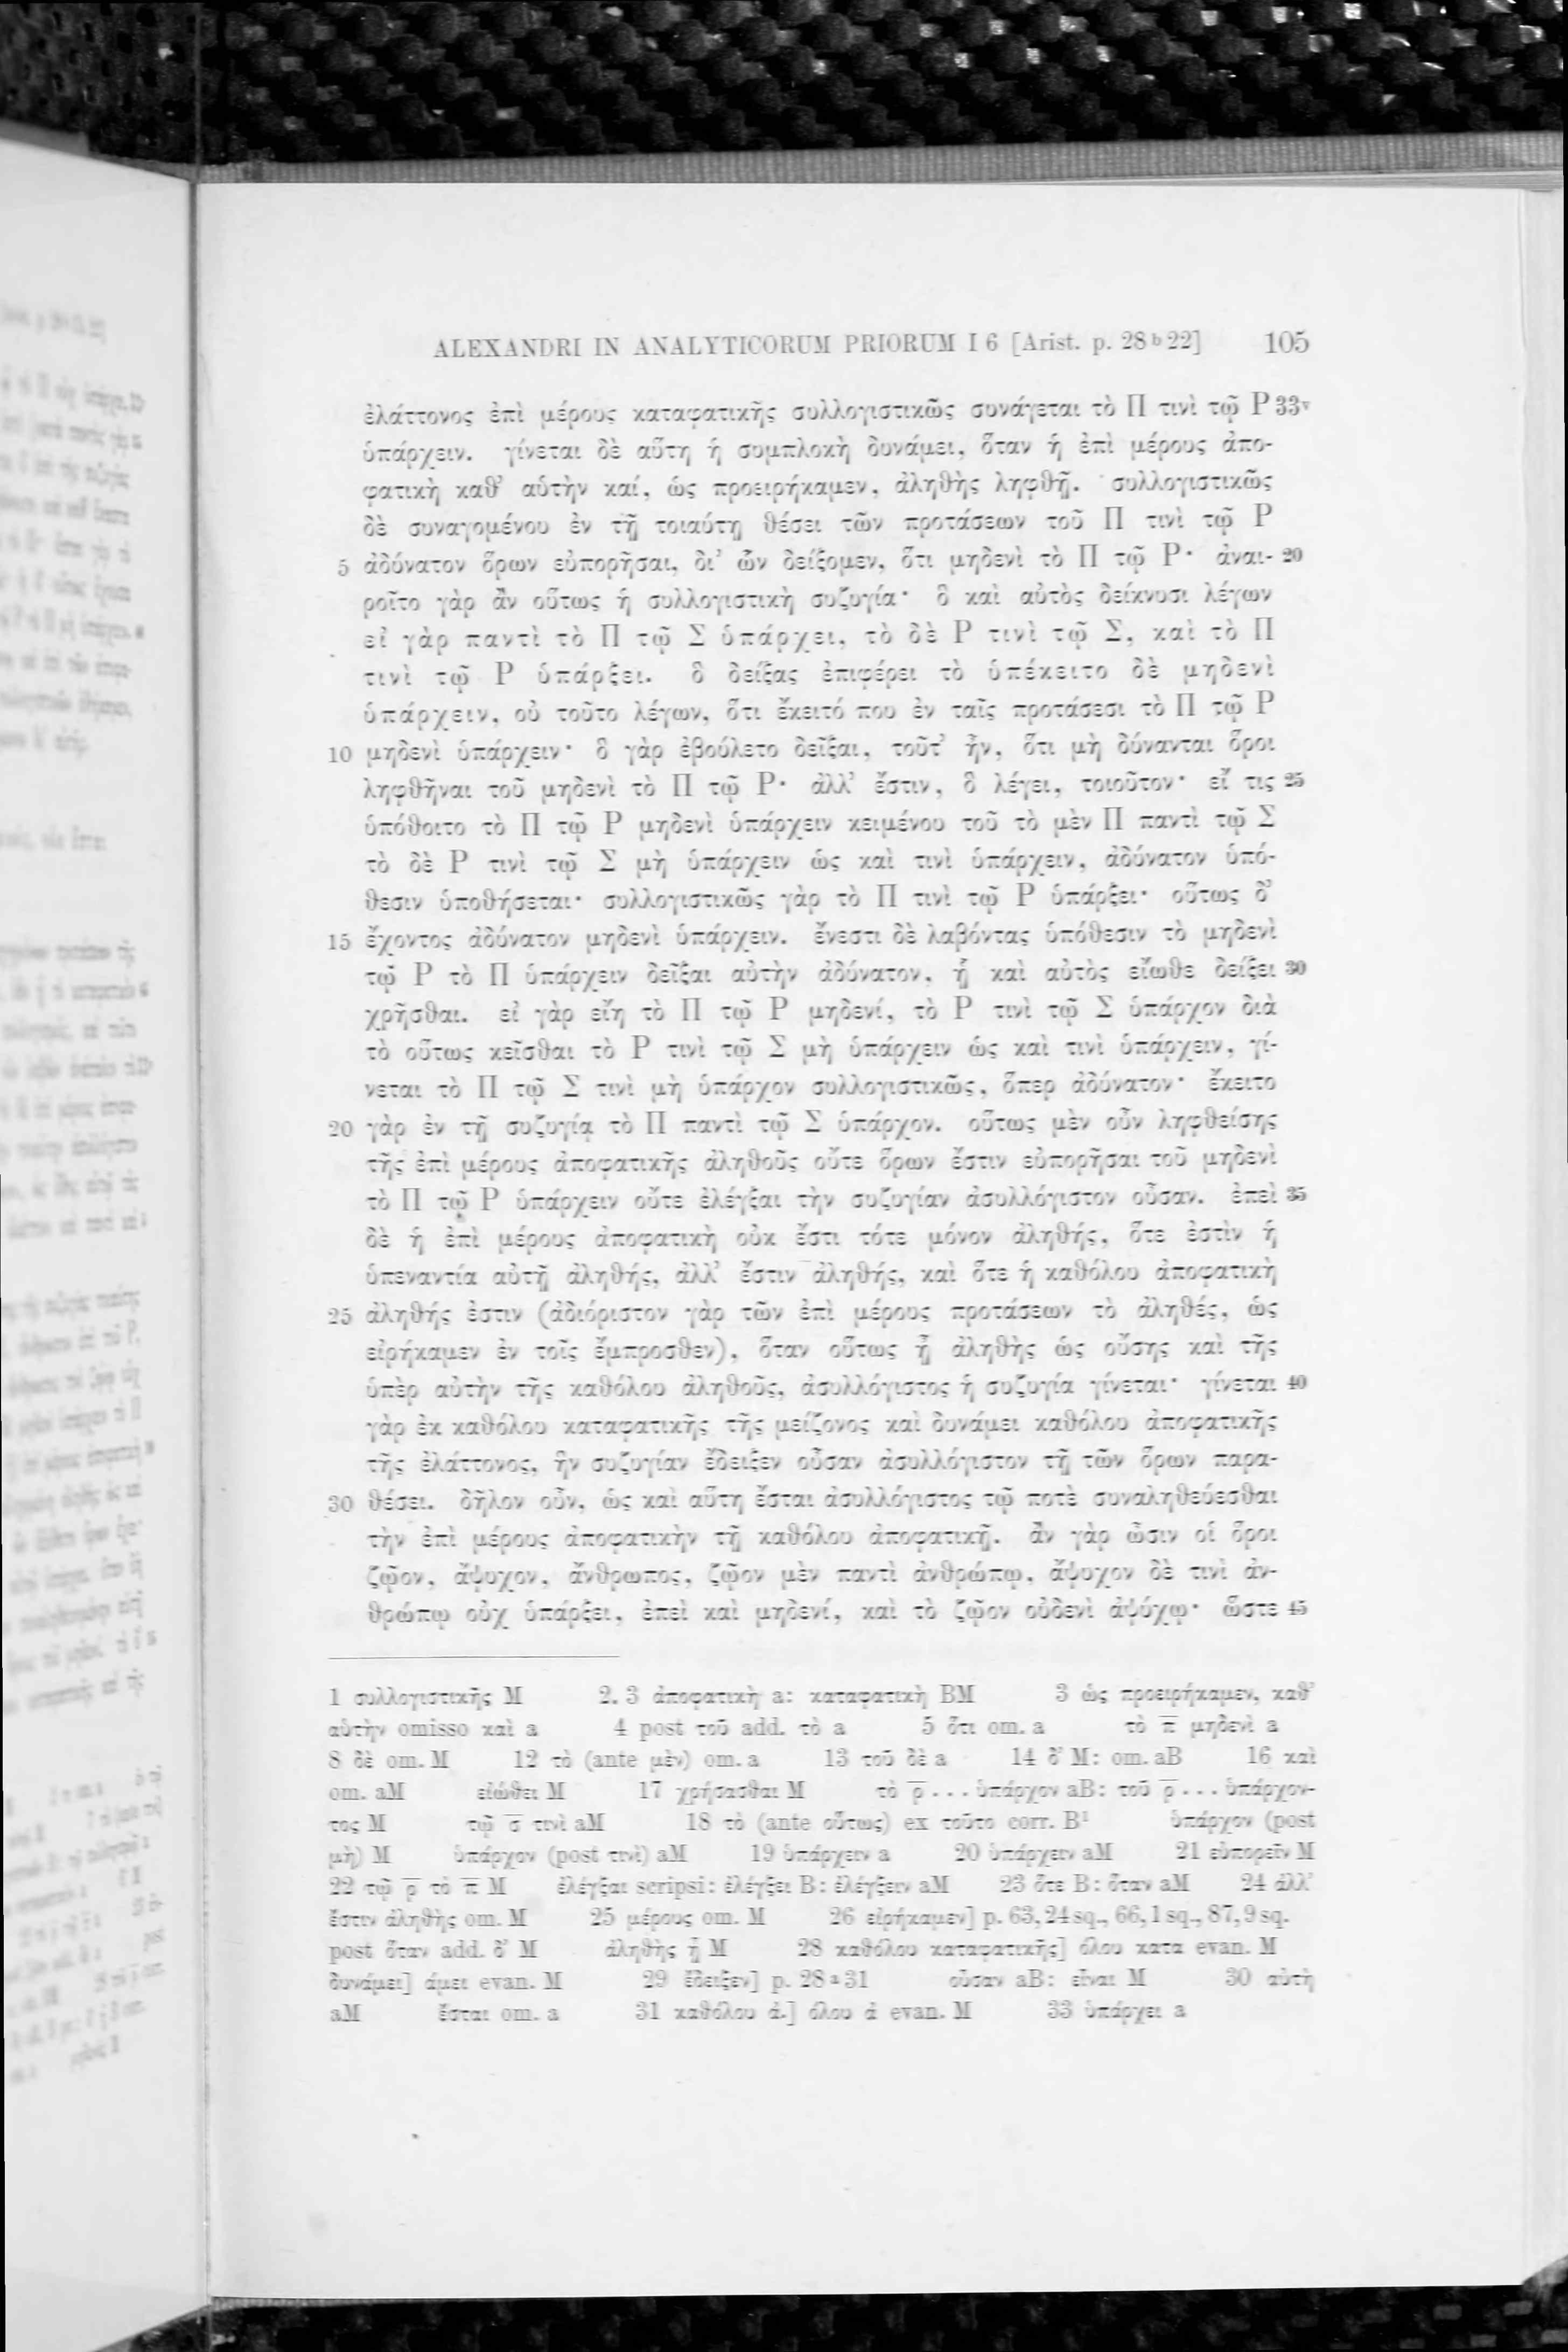 ALEXANDRI IN ANALYTICORUM PRIORUM I 6 [Arist. p. 28 b 22] 105
ἐλάττονος ἐπὶ μέρους καταφατικῆς συλλογιστικῶς συνάγεται τὸ Π τινὶ τῷ Ρ 33v
ὑπάρχειν. γίνεται δὲ αὕτη ἡ συμπλοκὴ δυνάμει, ὅταν ἡ ἐπὶ μέρους ἀπο-
φατικὴ καθ’ αὑτὴν καί, ὡς προειρήκαμεν, ἀληθὴς ληφθῇ. συλλογιστικῶς
δὲ συναγομένου ἐν τῇ τοιαύτῃ θέσει τῶν προτάσεων τοῦ Π τινὶ τῷ Ρ
5 ἀδύνατον ὅρων εὐπορῆσαι, δι’ ὧν δείξομεν, ὅτι μηδενὶ τὸ Π τῷ Ρ· ἀναι- 20
ροῖτο γὰρ ἂν οὕτως ἡ συλλογιστικὴ συζυγία· ὃ καὶ αὐτὸς δείκνυσι λέγων
εἰ γὰρ παντὶ τὸ Π τῷ Σ ὑπάρχει, τὸ δὲ Ρ τινὶ τῷ Σ, καὶ τὸ Π
τινὶ τῷ Ρ ὑπάρξει. ὃ δείξας ἐπιφέρει τὸ ὑπέκειτο δὲ μηδενὶ
ὑπάρχειν, οὐ τοῦτο λέγων, ὅτι ἔκειτό που ἐν ταῖς προτάσεσι τὸ Π τῷ Ρ
10 μηδενὶ ὑπάρχειν· ὃ γὰρ ἐβούλετο δεῖξαι, τοῦτ’ ἦν, ὅτι μὴ δύνανται ὅροι
ληφθῆναι τοῦ μηδενὶ τὸ Π τῷ Ρ· ἀλλ’ ἔστιν, ὃ λέγει, τοιοῦτον· εἴ τις 25
ὑπόθοιτο τὸ Π τῷ Ρ μηδενὶ ὑπάρχειν κειμένου τοῦ τὸ μὲν Π παντὶ τῷ Σ
τὸ δὲ Ρ τινὶ τῷ Σ μὴ ὑπάρχειν ὡς καὶ τινὶ ὑπάρχειν, ἀδύνατον ὑπό-
θεσιν ὑποθήσεται· συλλογιστικῶς γὰρ τὸ Π τινὶ τῷ Ρ ὑπάρξει· οὕτως δ’
15 ἔχοντος ἀδύνατον μηδενὶ ὑπάρχειν. ἔνεστι δὲ λαβόντας ὑπόθεσιν τὸ μηδενὶ
τῷ Ρ τὸ Π ὑπάρχειν δεῖξαι αὐτὴν ἀδύνατον, ᾗ καὶ αὐτὸς εἴωθε δείξει 30
χρῆσθαι. εἰ γὰρ εἴη τὸ Π τῷ Ρ μηδενί, τὸ Ρ τινὶ τῷ Σ ὑπάρχον διὰ
τὸ οὕτως κεῖσθαι τὸ Ρ τινὶ τῷ Σ μὴ ὑπάρχειν ὡς καὶ τινὶ ὑπάρχειν, γί-
νεται τὸ Π τῷ Σ τινὶ μὴ ὑπάρχον συλλογιστικῶς, ὅπερ ἀδύνατον· ἔκειτο
20 γὰρ ἐν τῇ συζυγίᾳ τὸ Π παντὶ τῷ Σ ὑπάρχον. οὕτως μὲν οὖν ληφθείσης
τῆς ἐπὶ μέρους ἀποφατικῆς ἀληθοῦς οὔτε ὅρων ἔστιν εὐπορῆσαι τοῦ μηδενὶ
τὸ Π τῷ Ρ ὑπάρχειν οὔτε ἐλέγξαι τὴν συζυγίαν ἀσυλλόγιστον οὖσαν. ἐπεὶ 35
δὲ ἡ ἐπὶ μέρους ἀποφατικὴ οὐκ ἔστι τότε μόνον ἀληθής, ὅτε ἐστὶν ἡ
ὑπεναντία αὐτῇ ἀληθής, ἀλλ’ ἔστιν ἀληθής, καὶ ὅτε ἡ καθόλου ἀποφατικὴ
25 ἀληθής ἐστιν (ἀδιόριστον γὰρ τῶν ἐπὶ μέρους προτάσεων τὸ ἀληθές, ὡς
εἰρήκαμεν ἐν τοῖς ἔμπροσθεν), ὅταν οὕτως ᾖ ἀληθὴς ὡς οὔσης καὶ τῆς
ὑπὲρ αὐτὴν τῆς καθόλου ἀληθοῦς, ἀσυλλόγιστος ἡ συζυγία γίνεται· γίνεται 40
γὰρ ἐκ καθόλου καταφατικῆς τῆς μείζονος καὶ δυνάμει καθόλου ἀποφατικῆς
τῆς ἐλάττονος, ἣν συζυγίαν ἔδειξεν οὖσαν ἀσυλλόγιστον τῇ τῶν ὅρων παρα-
30 θέσει. δῆλον οὖν, ὡς καὶ αὕτη ἔσται ἀσυλλόγιστος τῷ ποτὲ συναληθεύεσθαι
τὴν ἐπὶ μέρους ἀποφατικὴν τῇ καθόλου ἀποφατικῇ. ἂν γὰρ ὦσιν οἱ ὅροι
ζῷον, ἄψυχον, ἄνθρωπος, ζῷον μὲν παντὶ ἀνθρώπῳ, ἄψυχον δὲ τινὶ ἀν-
θρώπῳ οὐχ ὑπάρξει, ἐπεὶ καὶ μηδενί, καὶ τὸ ζῷον οὐδενὶ ἀψύχῳ· ὥστε 45
1 συλλογιστικῆς M 2. 3 ἀποφατικὴ a: καταφατικὴ BM 3 ὡς προειρήκαμεν, καθ’
αὑτὴν omisso καὶ a 4 post τοῦ add. τὸ a 5 ὅτι om. a τὸ π̅ μηδενὶ a
8 δὲ om. M 12 τὸ (ante μὲν) om. a 13 τοῦ δὲ a 14 δ’ M: om. aB 16 καὶ
om. aM εἰώθει M 17 χρήσασθαι M τὸ ρ̅ ... ὑπάρχον aB: τοῦ ρ̅ ... ὑπάρχον-
τος M τῷ σ̅ τινὶ aM 18 τὸ (ante οὕτως) ex τοῦτο corr. B¹ ὑπάρχον (post
μὴ) M ὑπάρχον (post τινὶ) aM 19 ὑπάρχειν a 20 ὑπάρχειν aM 21 εὐπορεῖν M
22 τῷ ρ̅ τὸ π̅ M ἐλέγξαι scripsi: ἐλέγξει B: ἐλέγξειν aM 23 ὅτε B: ὅταν aM 24 ἀλλ’
ἔστιν ἀληθὴς om. M 25 μέρους om. M 26 εἰρήκαμεν] p. 63, 24 sq., 66, 1 sq., 87, 9 sq.
post ὅταν add. δ’ M ἀληθὴς ᾖ M 28 καθόλου καταφατικῆς] όλου κατα evan. M
δυνάμει] άμει evan. M 29 ἔδειξεν] p. 28 a 31 οὖσαν aB: εἶναι M 30 αὐτὴ
aM ἔσται om. a 31 καθόλου ἀ.] όλου ἀ evan. M 33 ὑπάρχει a